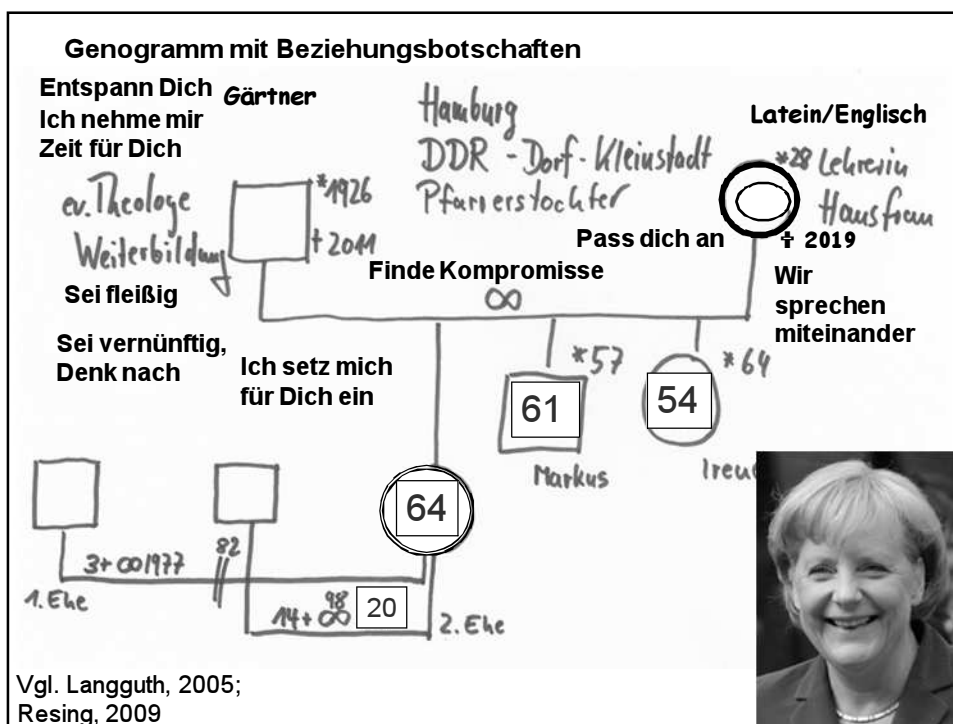 Genogramm mit Beziehungsbotschaften
Entspann Dich
Ich nehme mir
Zeit für Dich
Gärtner
Hamburg
DDR - Dorf - Kleinstadt
Pfarrerstochter
Latein/Englisch
*28 Lehrerin
Hausfrau
† 2019
ev. Theologe
Weiterbildung
*1926
† 2011
Pass dich an
Finde Kompromisse
∞
Wir
sprechen
miteinander
Sei fleißig
Sei vernünftig,
Denk nach
Ich setz mich
für Dich ein
*57
61
Markus
*64
54
64
3+ ∞1977
82
1. Ehe
98
14+ ∞
20
2. Ehe
Vgl. Langguth, 2005;
Resing, 2009